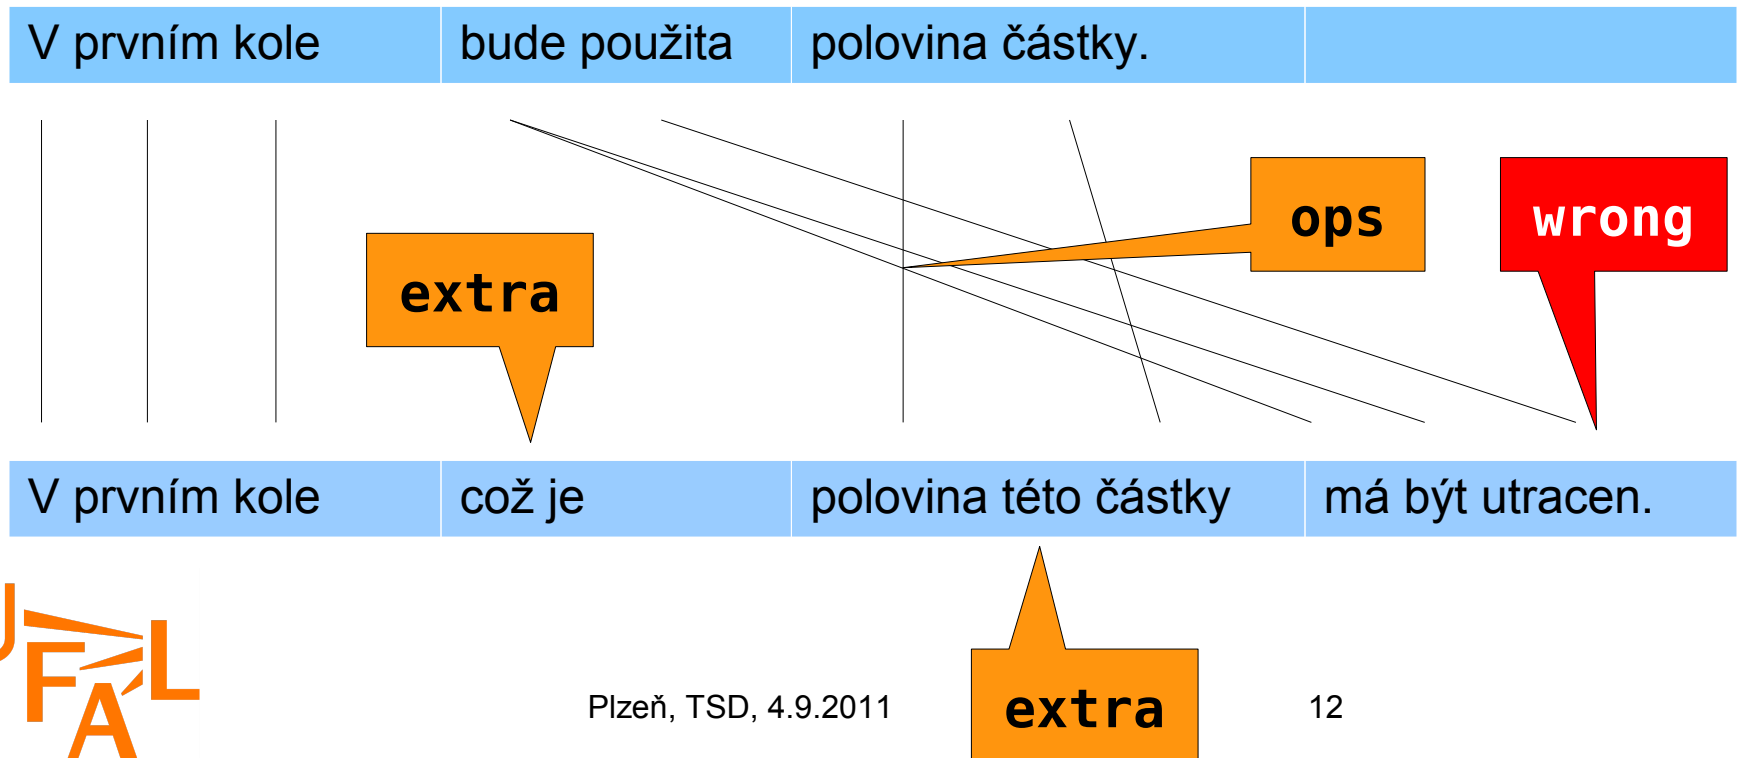 V prvním kole bude použita polovina částky.
ops
wrong
extra
V prvním kole což je polovina této částky má být utracen.
UFAL
Plzeň, TSD, 4.9.2011
extra
12